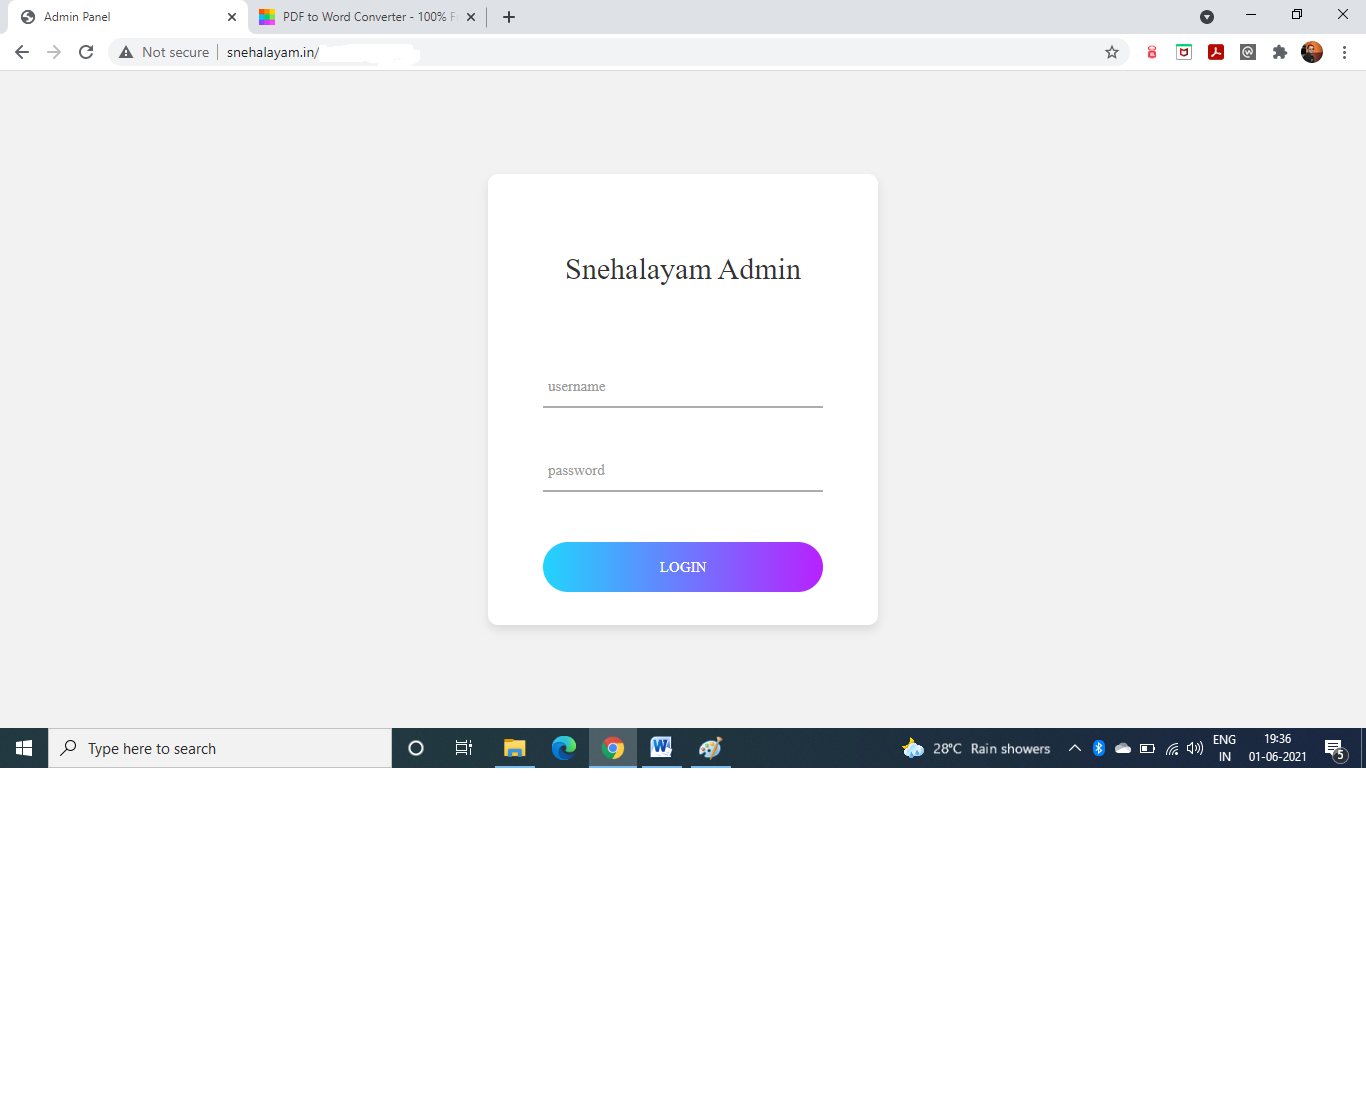 Admin Panel
PDF to Word Converter - 100% F
Not secure
snehalayam.in/
Snehalayam Admin
username
password
LOGIN
Type here to search
28°C Rain showers
ENG
IN
19:36
01-06-2021
5